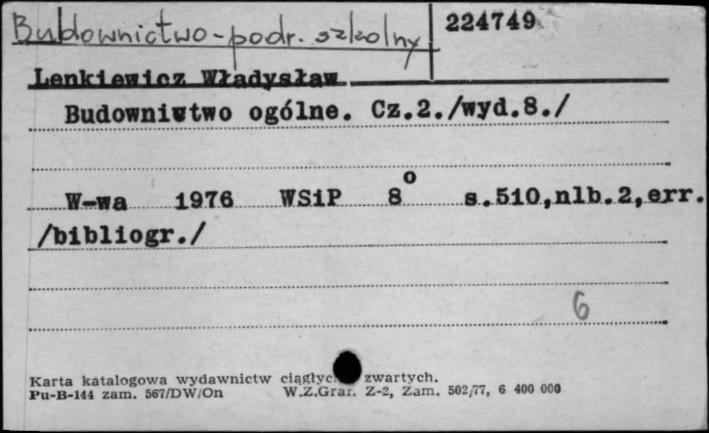 Budownictwo - podr. szkolny
224749
Lenkiewicz Władysław
Budownictwo ogólne. Cz.2./wyd.8./
W-wa 1976 WSiP 8° s.510,nlb.2,err.
/bibliogr./
6
Karta katalogowa wydawnictw zwartych.
Pu-B-144 zam. 567/DW/On W.Z.Graf. Z-2, Zam. 502/77, 6 400 000